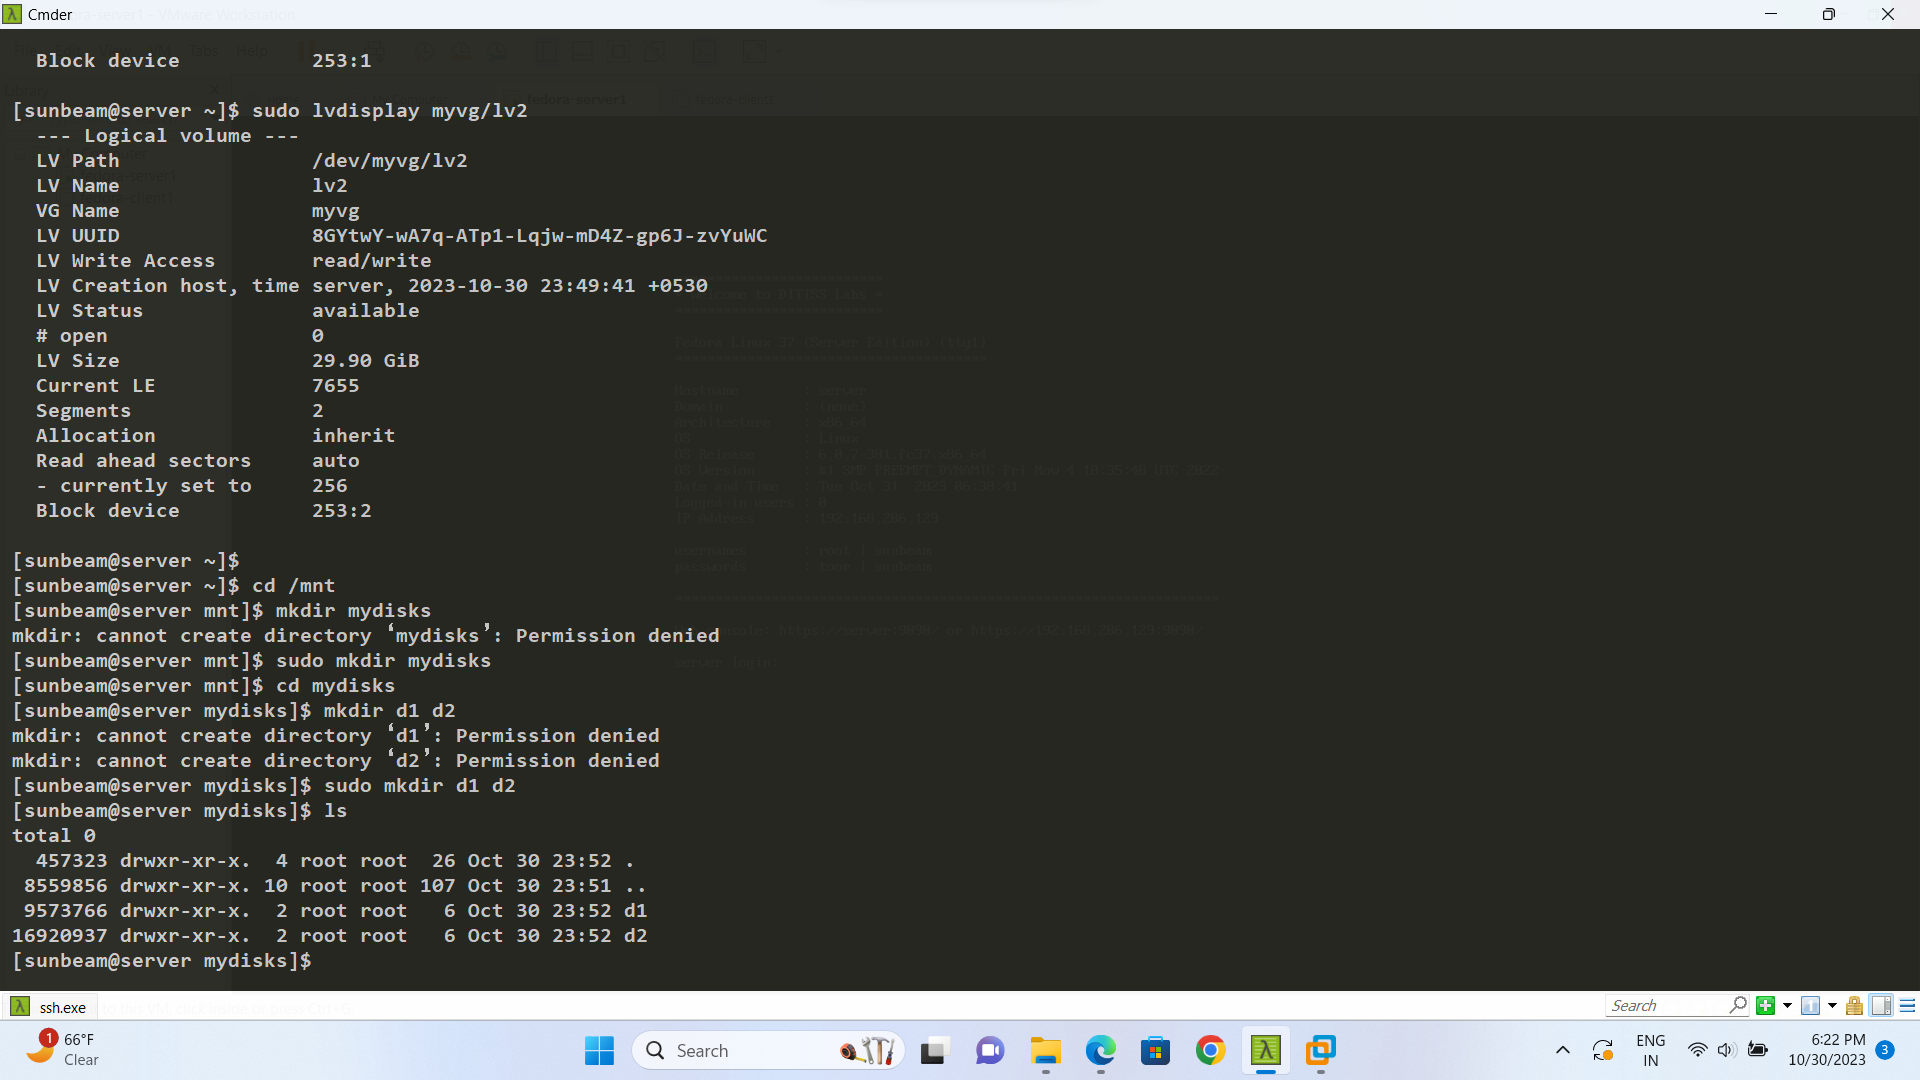 Cmder
Block device           253:1
[sunbeam@server ~]$ sudo lvdisplay myvg/lv2
--- Logical volume ---
LV Path                /dev/myvg/lv2
LV Name                lv2
VG Name                myvg
LV UUID                8GYtwY-wA7q-ATp1-Lqjw-mD4Z-gp6J-zvYuWC
LV Write Access        read/write
LV Creation host, time server, 2023-10-30 23:49:41 +0530
LV Status              available
# open                 0
LV Size                29.90 GiB
Current LE             7655
Segments               2
Allocation             inherit
Read ahead sectors     auto
- currently set to     256
Block device           253:2
[sunbeam@server ~]$
[sunbeam@server ~]$ cd /mnt
[sunbeam@server mnt]$ mkdir mydisks
mkdir: cannot create directory ‘mydisks’: Permission denied
[sunbeam@server mnt]$ sudo mkdir mydisks
[sunbeam@server mnt]$ cd mydisks
[sunbeam@server mydisks]$ mkdir d1 d2
mkdir: cannot create directory ‘d1’: Permission denied
mkdir: cannot create directory ‘d2’: Permission denied
[sunbeam@server mydisks]$ sudo mkdir d1 d2
[sunbeam@server mydisks]$ ls
total 0
457323 drwxr-xr-x.  4 root root  26 Oct 30 23:52 .
8559856 drwxr-xr-x. 10 root root 107 Oct 30 23:51 ..
9573766 drwxr-xr-x.  2 root root   6 Oct 30 23:52 d1
16920937 drwxr-xr-x.  2 root root   6 Oct 30 23:52 d2
[sunbeam@server mydisks]$
ssh.exe
Search
1
66°F
Clear
Search
ENG
IN
6:22 PM
10/30/2023
3